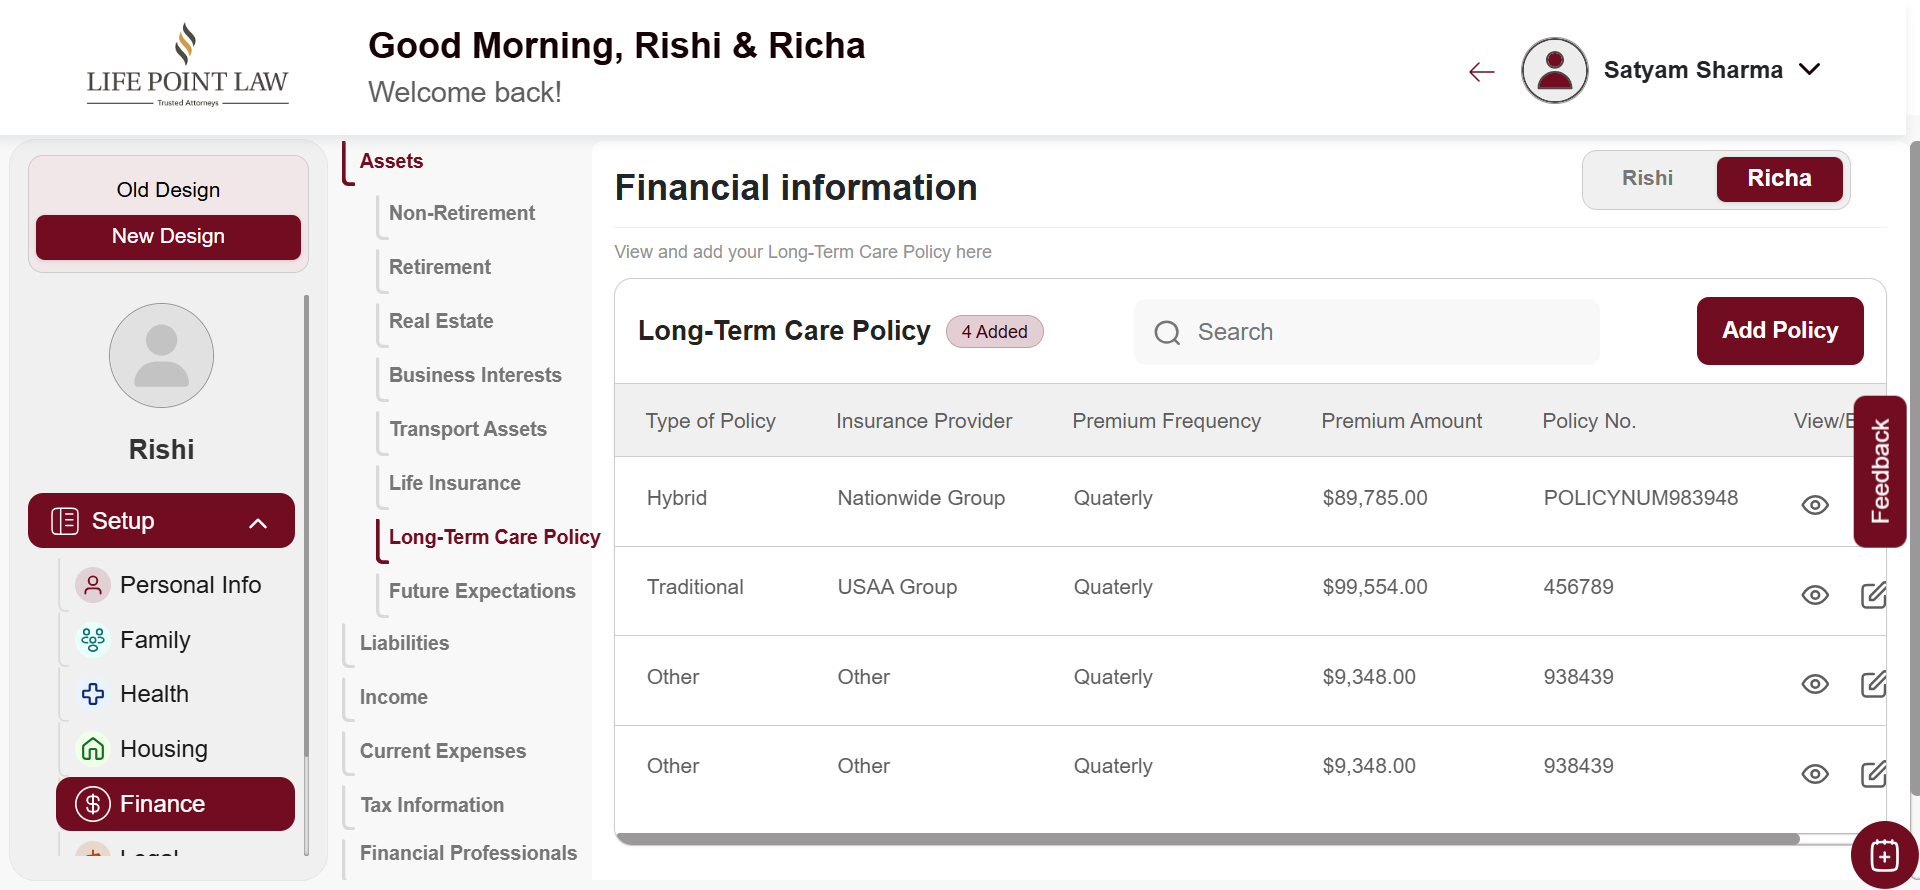 LIFE POINT LAW
Trusted Attorneys
Good Morning, Rishi & Richa
Welcome back!
Satyam Sharma
Old Design
New Design
Rishi
Setup
Personal Info
Family
Health
Housing
Finance
Assets
Non-Retirement
Retirement
Real Estate
Business Interests
Transport Assets
Life Insurance
Long-Term Care Policy
Future Expectations
Liabilities
Income
Current Expenses
Tax Information
Financial Professionals
Financial information
Rishi Richa
View and add your Long-Term Care Policy here
Long-Term Care Policy 4 Added Search Add Policy
Type of Policy Insurance Provider Premium Frequency Premium Amount Policy No. View/E
Hybrid Nationwide Group Quaterly $89,785.00 POLICYNUM983948
Traditional USAA Group Quaterly $99,554.00 456789
Other Other Quaterly $9,348.00 938439
Other Other Quaterly $9,348.00 938439
Feedback